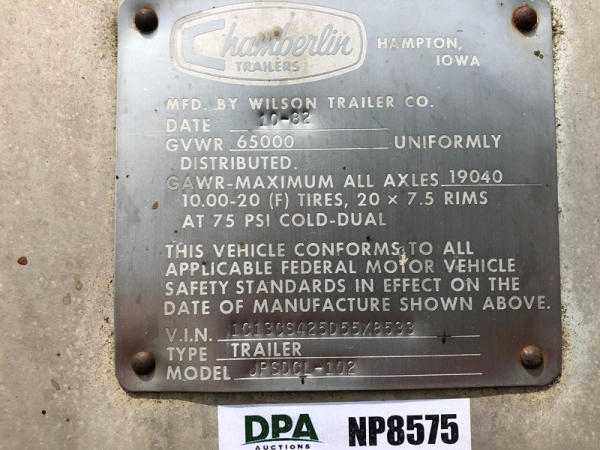 Chamberlin
TRAILERS
HAMPTON,
IOWA
MFD. BY WILSON TRAILER CO.
DATE 10-82
GVWR 65000 UNIFORMLY
DISTRIBUTED.
GAWR-MAXIMUM ALL AXLES 19040
10.00-20 (F) TIRES, 20 × 7.5 RIMS
AT 75 PSI COLD-DUAL
THIS VEHICLE CONFORMS TO ALL
APPLICABLE FEDERAL MOTOR VEHICLE
SAFETY STANDARDS IN EFFECT ON THE
DATE OF MANUFACTURE SHOWN ABOVE.
V.I.N.
TYPE TRAILER
MODEL JPSDCL-102
DPA
AUCTIONS
NP8575